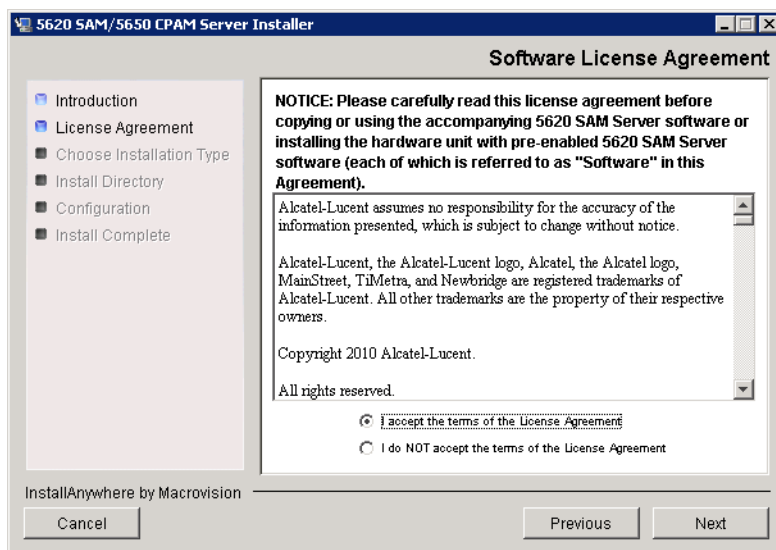 5620 SAM/5650 CPAM Server Installer
Software License Agreement
Introduction
License Agreement
Choose Installation Type
Install Directory
Configuration
Install Complete
NOTICE: Please carefully read this license agreement before
copying or using the accompanying 5620 SAM Server software or
installing the hardware unit with pre-enabled 5620 SAM Server
software (each of which is referred to as "Software" in this
Agreement).
Alcatel-Lucent assumes no responsibility for the accuracy of the
information presented, which is subject to change without notice.
Alcatel-Lucent, the Alcatel-Lucent logo, Alcatel, the Alcatel logo,
MainStreet, TiMetra, and Newbridge are registered trademarks of
Alcatel-Lucent. All other trademarks are the property of their respective
owners.
Copyright 2010 Alcatel-Lucent.
All rights reserved.
I accept the terms of the License Agreement
I do NOT accept the terms of the License Agreement
InstallAnywhere by Macrovision
Cancel
Previous
Next